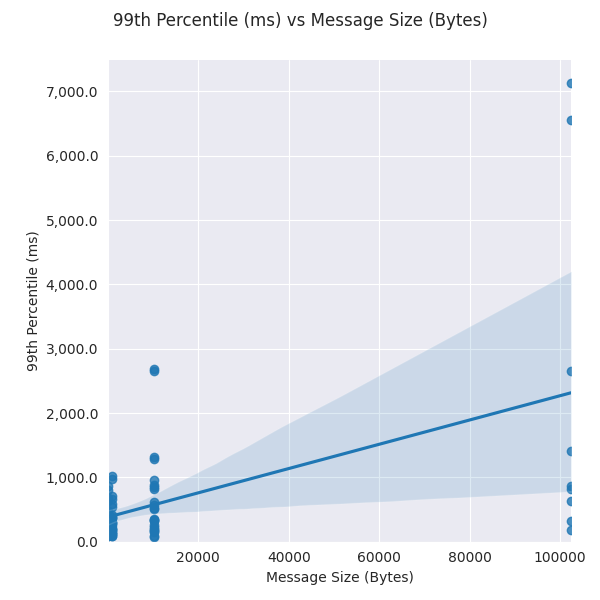 99th Percentile (ms) vs Message Size (Bytes)
7,000.0
6,000.0
5,000.0
4,000.0
3,000.0
2,000.0
1,000.0
0.0
99th Percentile (ms)
20000 40000 60000 80000 100000
Message Size (Bytes)